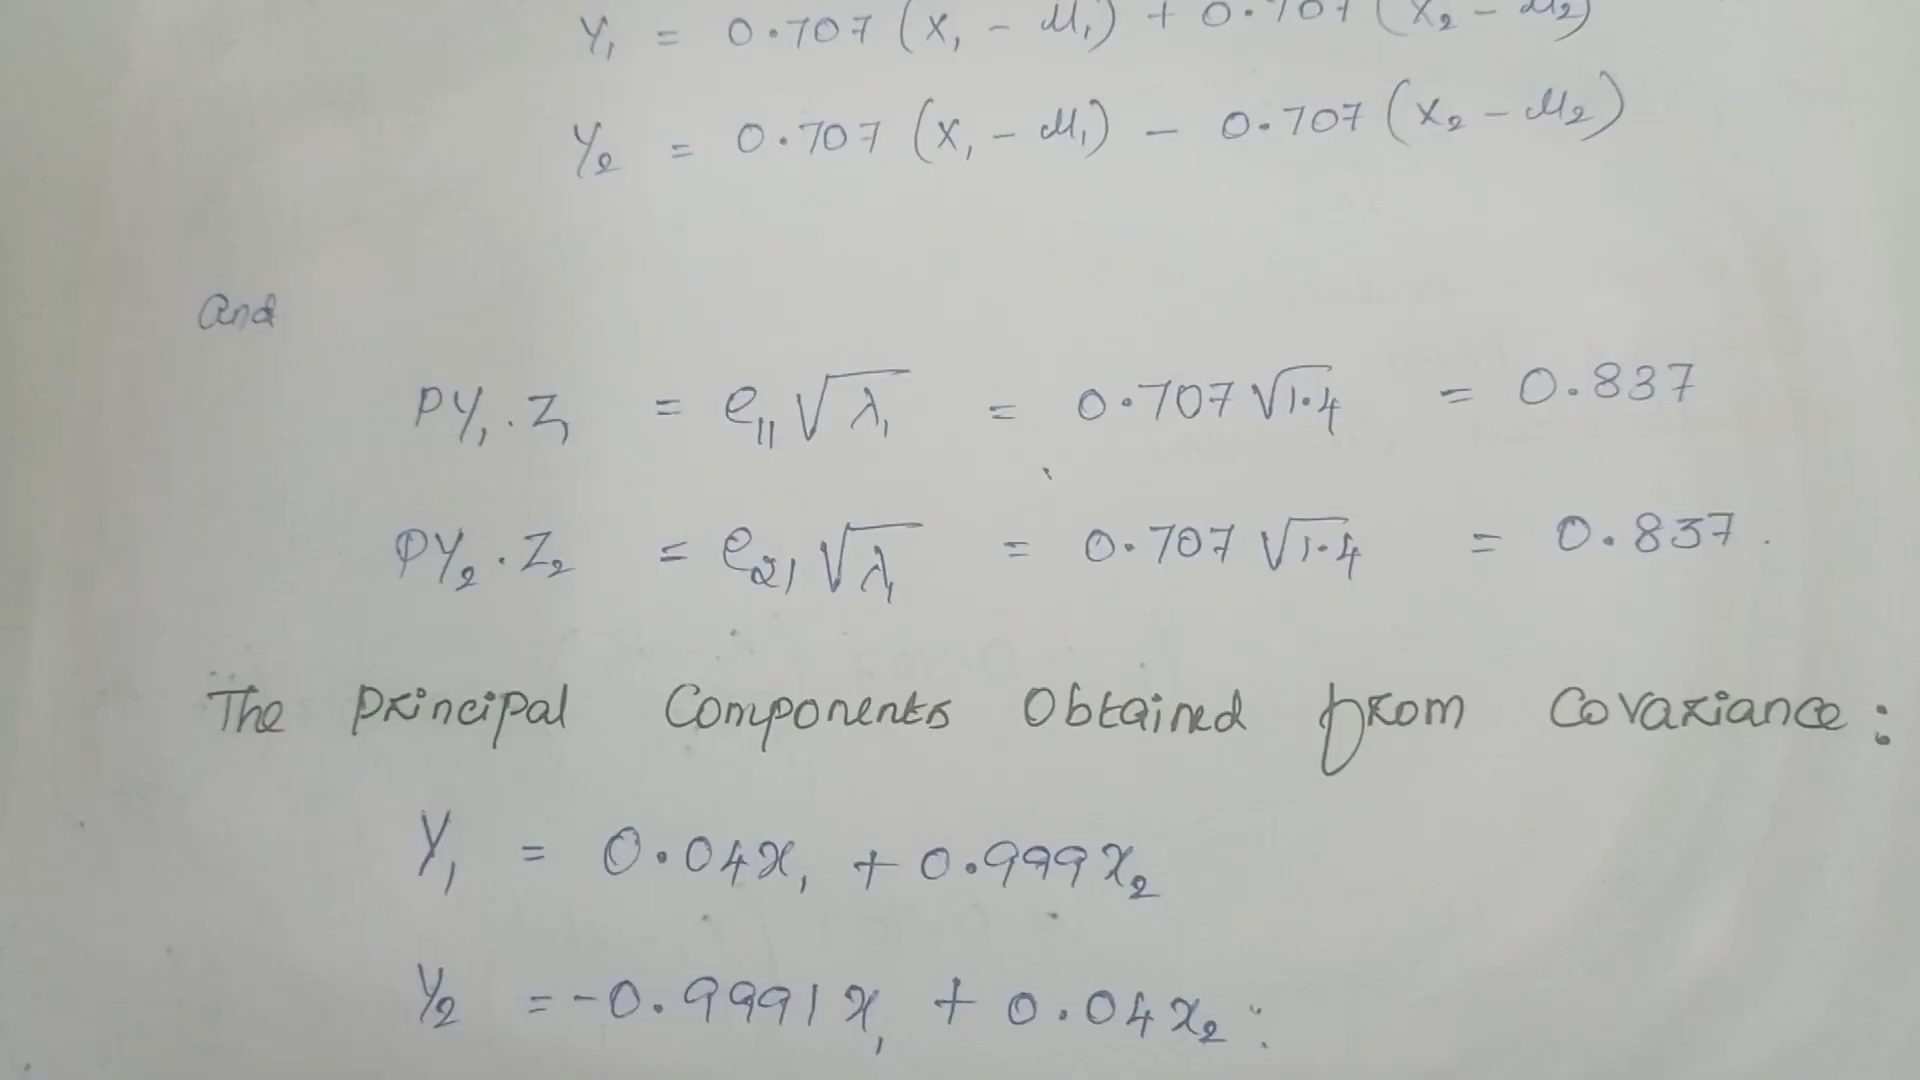 Y₁ = 0.707 (X₁ - μ₁) + 0.707 (X₂ - μ₂)
Y₂ = 0.707 (X₁ - μ₁) - 0.707 (X₂ - μ₂)
and
ρY₁.Z₁ = e₁₁√λ₁ = 0.707√1.4 = 0.837
ρY₂.Z₂ = e₂₁√λ₁ = 0.707√1.4 = 0.837.
The Principal Components Obtained from Covariance:
Y₁ = 0.04x₁ + 0.999x₂
Y₂ = -0.9991x₁ + 0.04x₂: